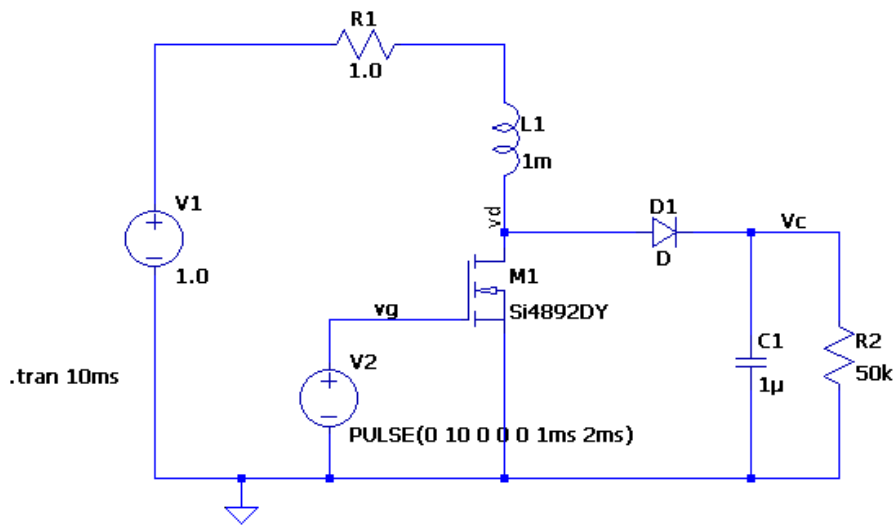 R1
1.0
L1
1m
V1
1.0
vd
D1
D
Vc
M1
Si4892DY
vg
V2
PULSE(0 10 0 0 0 1ms 2ms)
C1
1µ
R2
50k
.tran 10ms